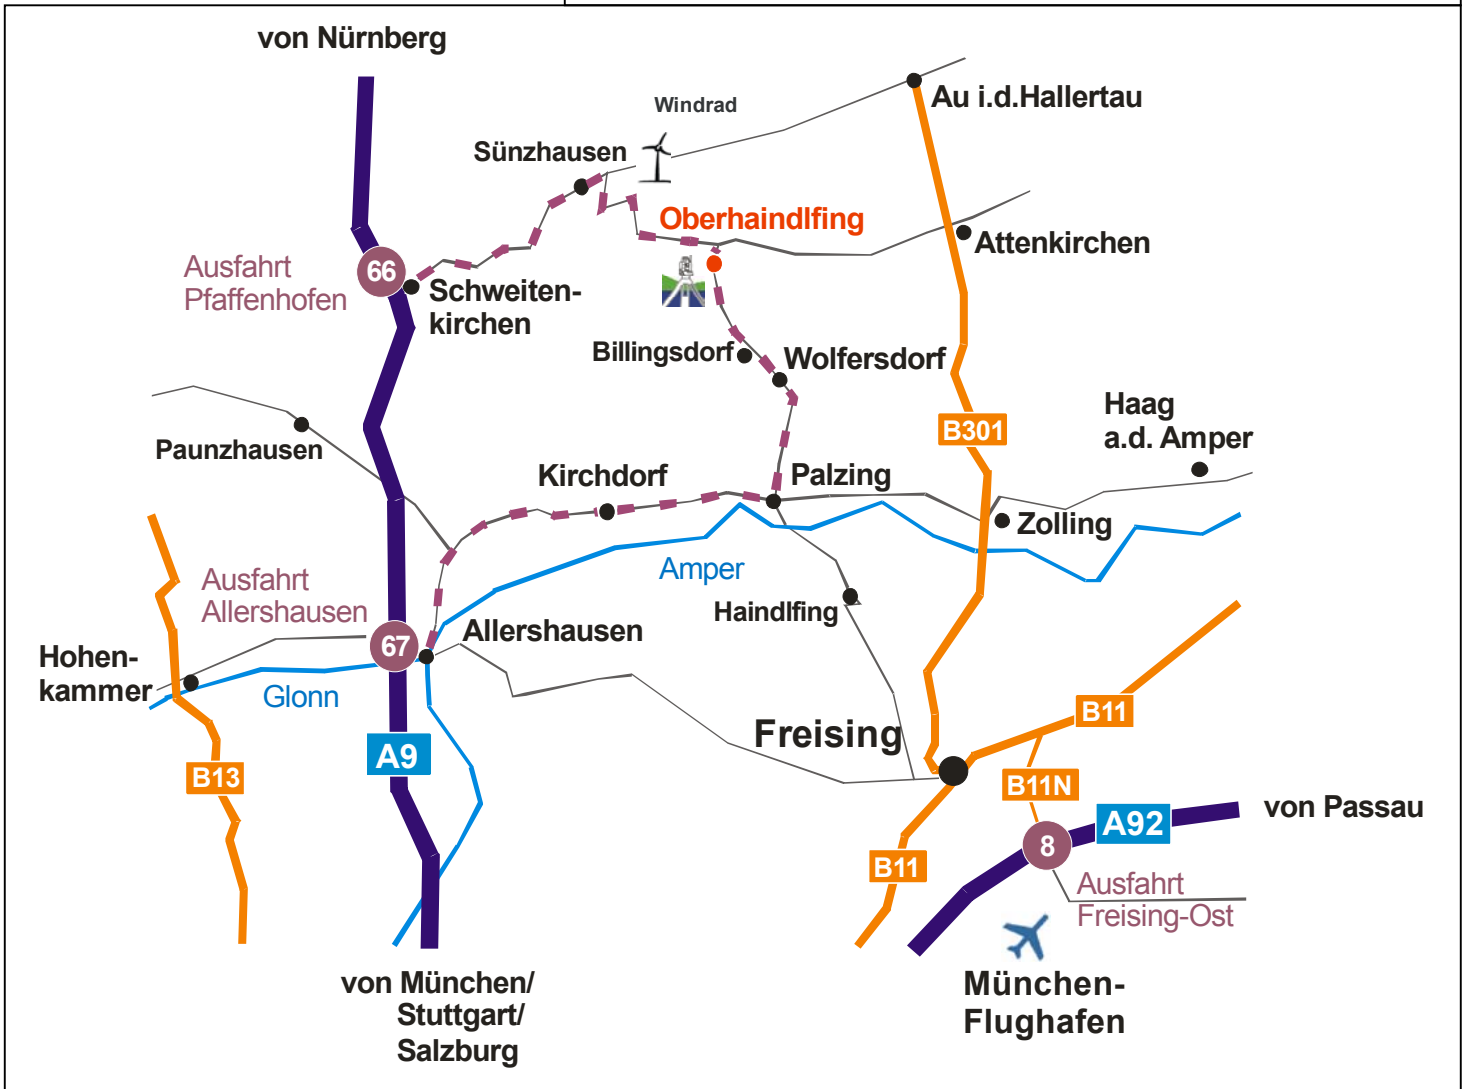 von Nürnberg
Windrad
Au i.d.Hallertau
Sünzhausen
Oberhaindlfing
Attenkirchen
Ausfahrt
Pfaffenhofen
66
Schweiten-
kirchen
Billingsdorf
Wolfersdorf
Haag
a.d. Amper
B301
Paunzhausen
Kirchdorf
Palzing
Zolling
Amper
Ausfahrt
Allershausen
Haindlfing
67
Allershausen
Hohen-
kammer
Glonn
Freising
B11
A9
B13
B11N
von Passau
A92
8
B11
Ausfahrt
Freising-Ost
von München/
Stuttgart/
Salzburg
München-
Flughafen